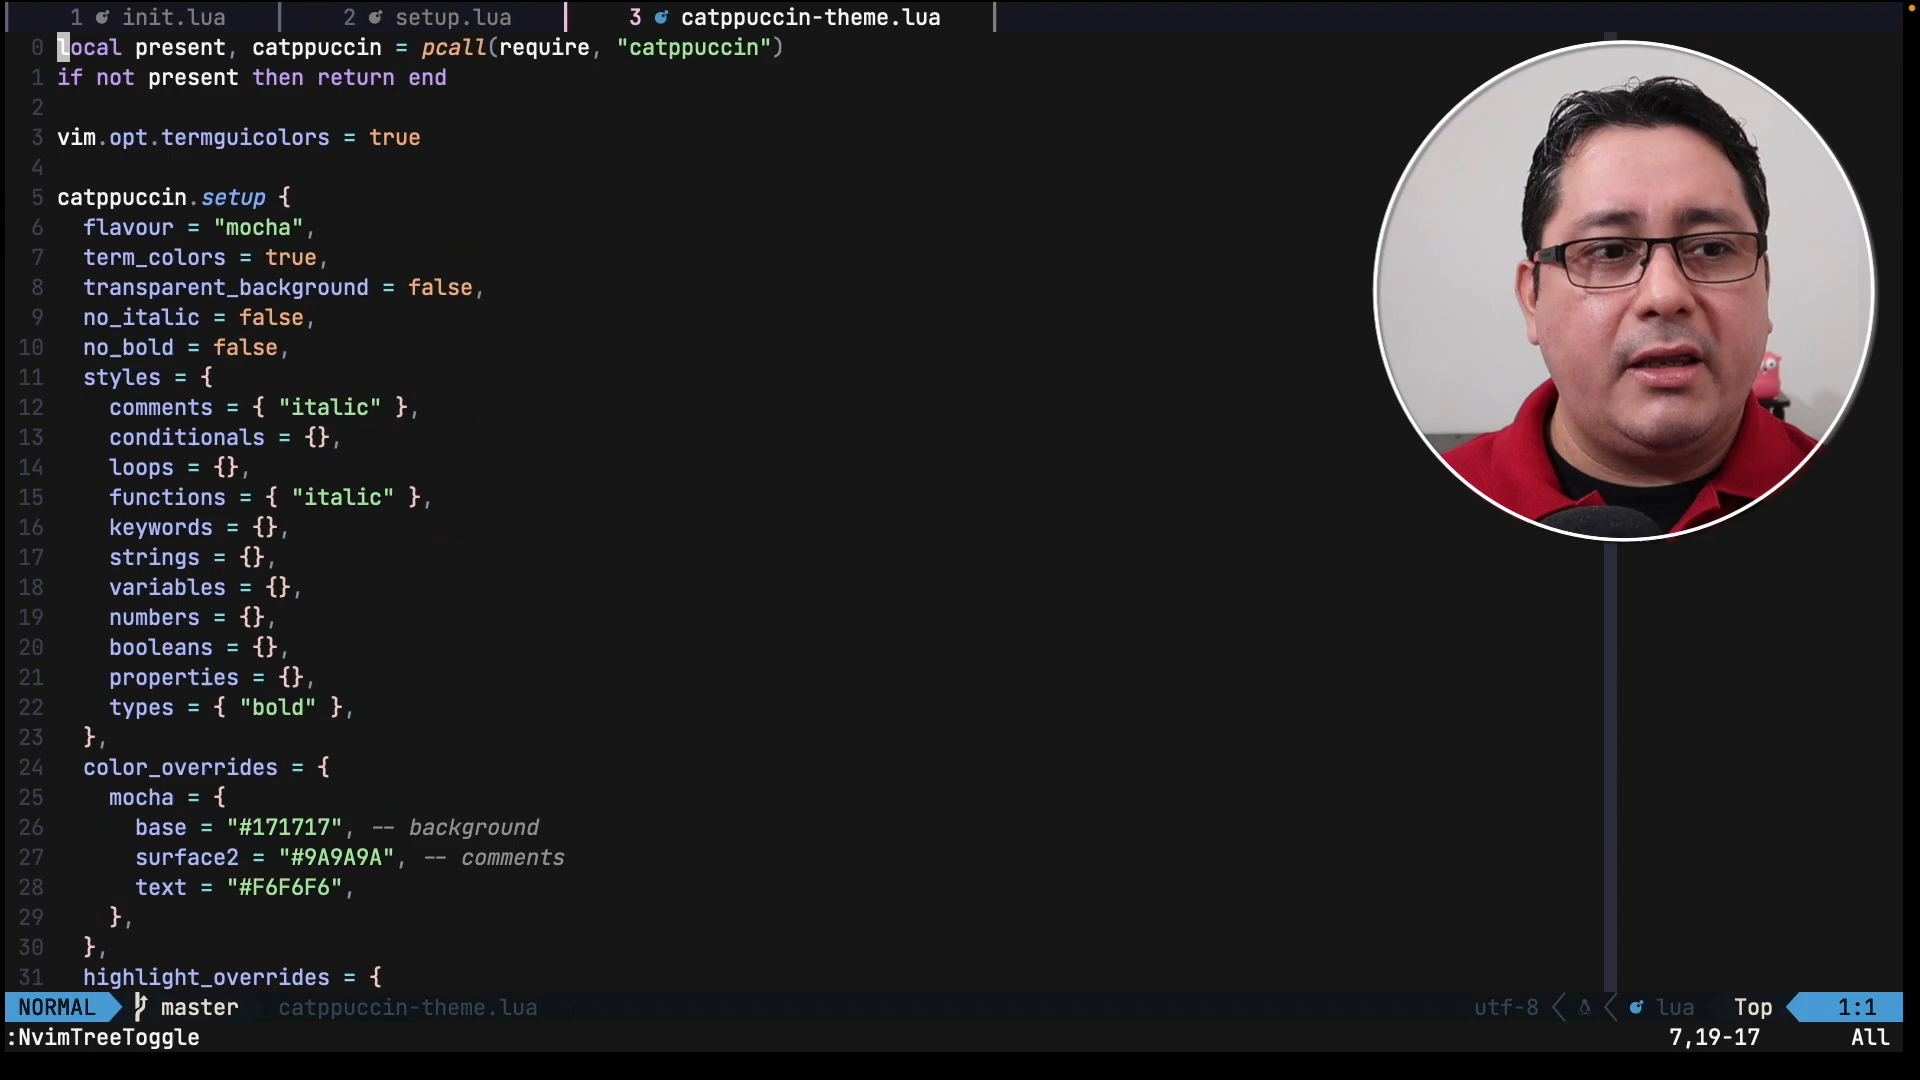 1 init.lua 2 setup.lua 3 catppuccin-theme.lua
0 local present, catppuccin = pcall(require, "catppuccin")
1 if not present then return end
2
3 vim.opt.termguicolors = true
4
5 catppuccin.setup {
6 flavour = "mocha",
7 term_colors = true,
8 transparent_background = false,
9 no_italic = false,
10 no_bold = false,
11 styles = {
12 comments = { "italic" },
13 conditionals = {},
14 loops = {},
15 functions = { "italic" },
16 keywords = {},
17 strings = {},
18 variables = {},
19 numbers = {},
20 booleans = {},
21 properties = {},
22 types = { "bold" },
23 },
24 color_overrides = {
25 mocha = {
26 base = "#171717", -- background
27 surface2 = "#9A9A9A", -- comments
28 text = "#F6F6F6",
29 },
30 },
31 highlight_overrides = {
NORMAL master catppuccin-theme.lua utf-8 lua Top 1:1
:NvimTreeToggle 7,19-17 All